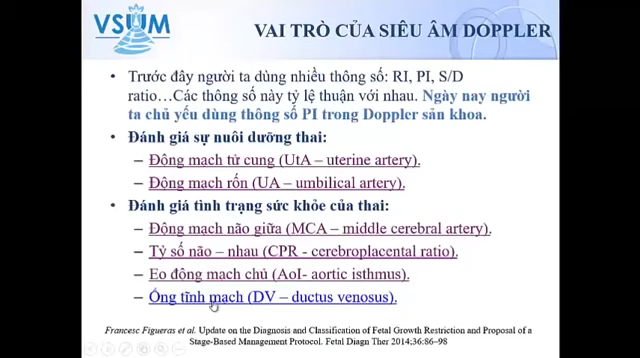 VSUM
VAI TRÒ CỦA SIÊU ÂM DOPPLER
• Trước đây người ta dùng nhiều thông số: RI, PI, S/D
ratio…Các thông số này tỷ lệ thuận với nhau. Ngày nay người
ta chủ yếu dùng thông số PI trong Doppler sản khoa.
• Đánh giá sự nuôi dưỡng thai:
– Động mạch tử cung (UtA – uterine artery).
– Động mạch rốn (UA – umbilical artery).
• Đánh giá tình trạng sức khỏe của thai:
– Động mạch não giữa (MCA – middle cerebral artery).
– Tỷ số não – nhau (CPR - cerebroplacental ratio).
– Eo động mạch chủ (AoI- aortic isthmus).
– Ống tĩnh mạch (DV – ductus venosus).
Francesc Figueras et al. Update on the Diagnosis and Classification of Fetal Growth Restriction and Proposal of a
Stage-Based Management Protocol. Fetal Diagn Ther 2014;36:86–98